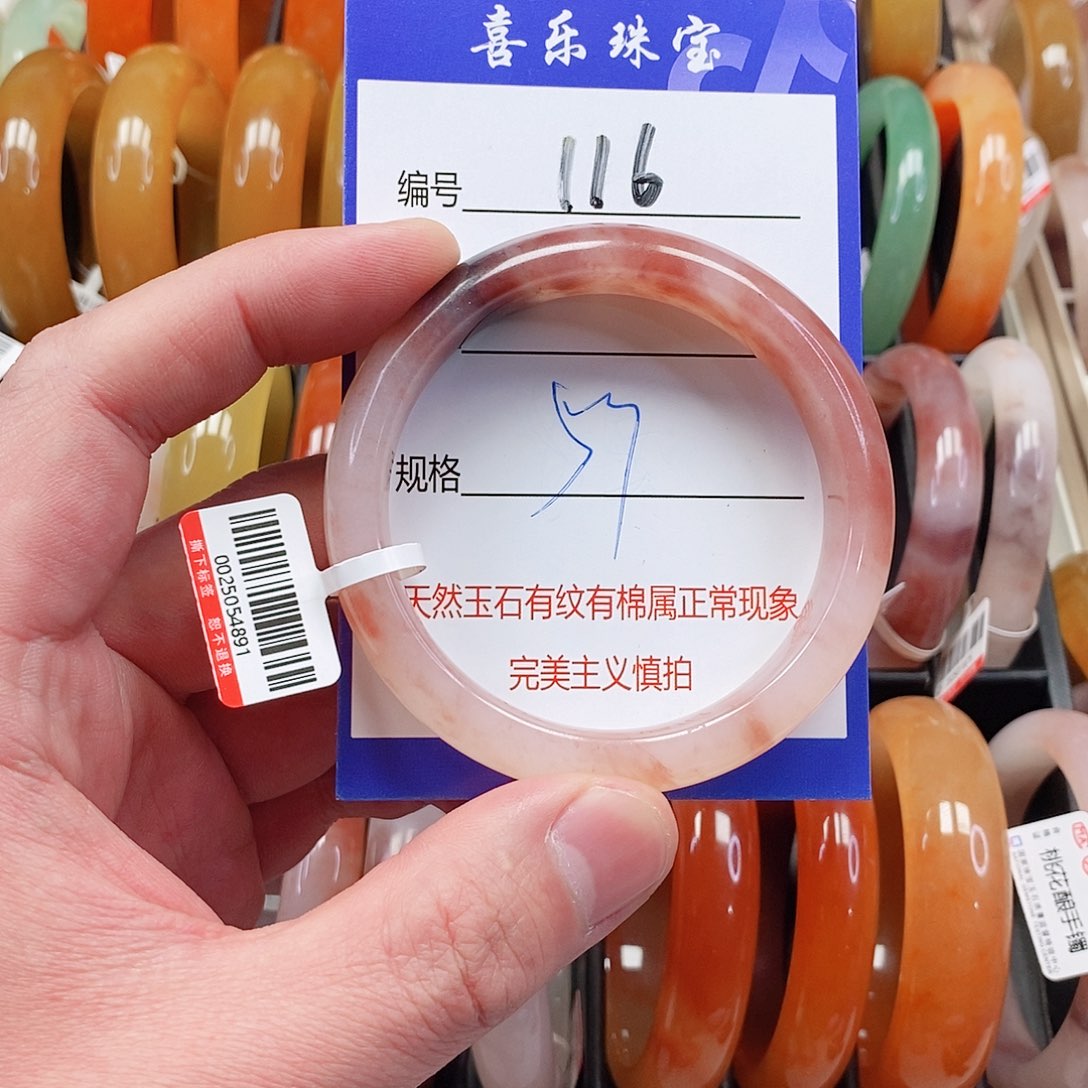 喜乐珠宝
编号 116
规格
天然玉石有纹有棉属正常现象
完美主义慎拍
撕下标签 恕不退换
0025054891
桃花酿手镯